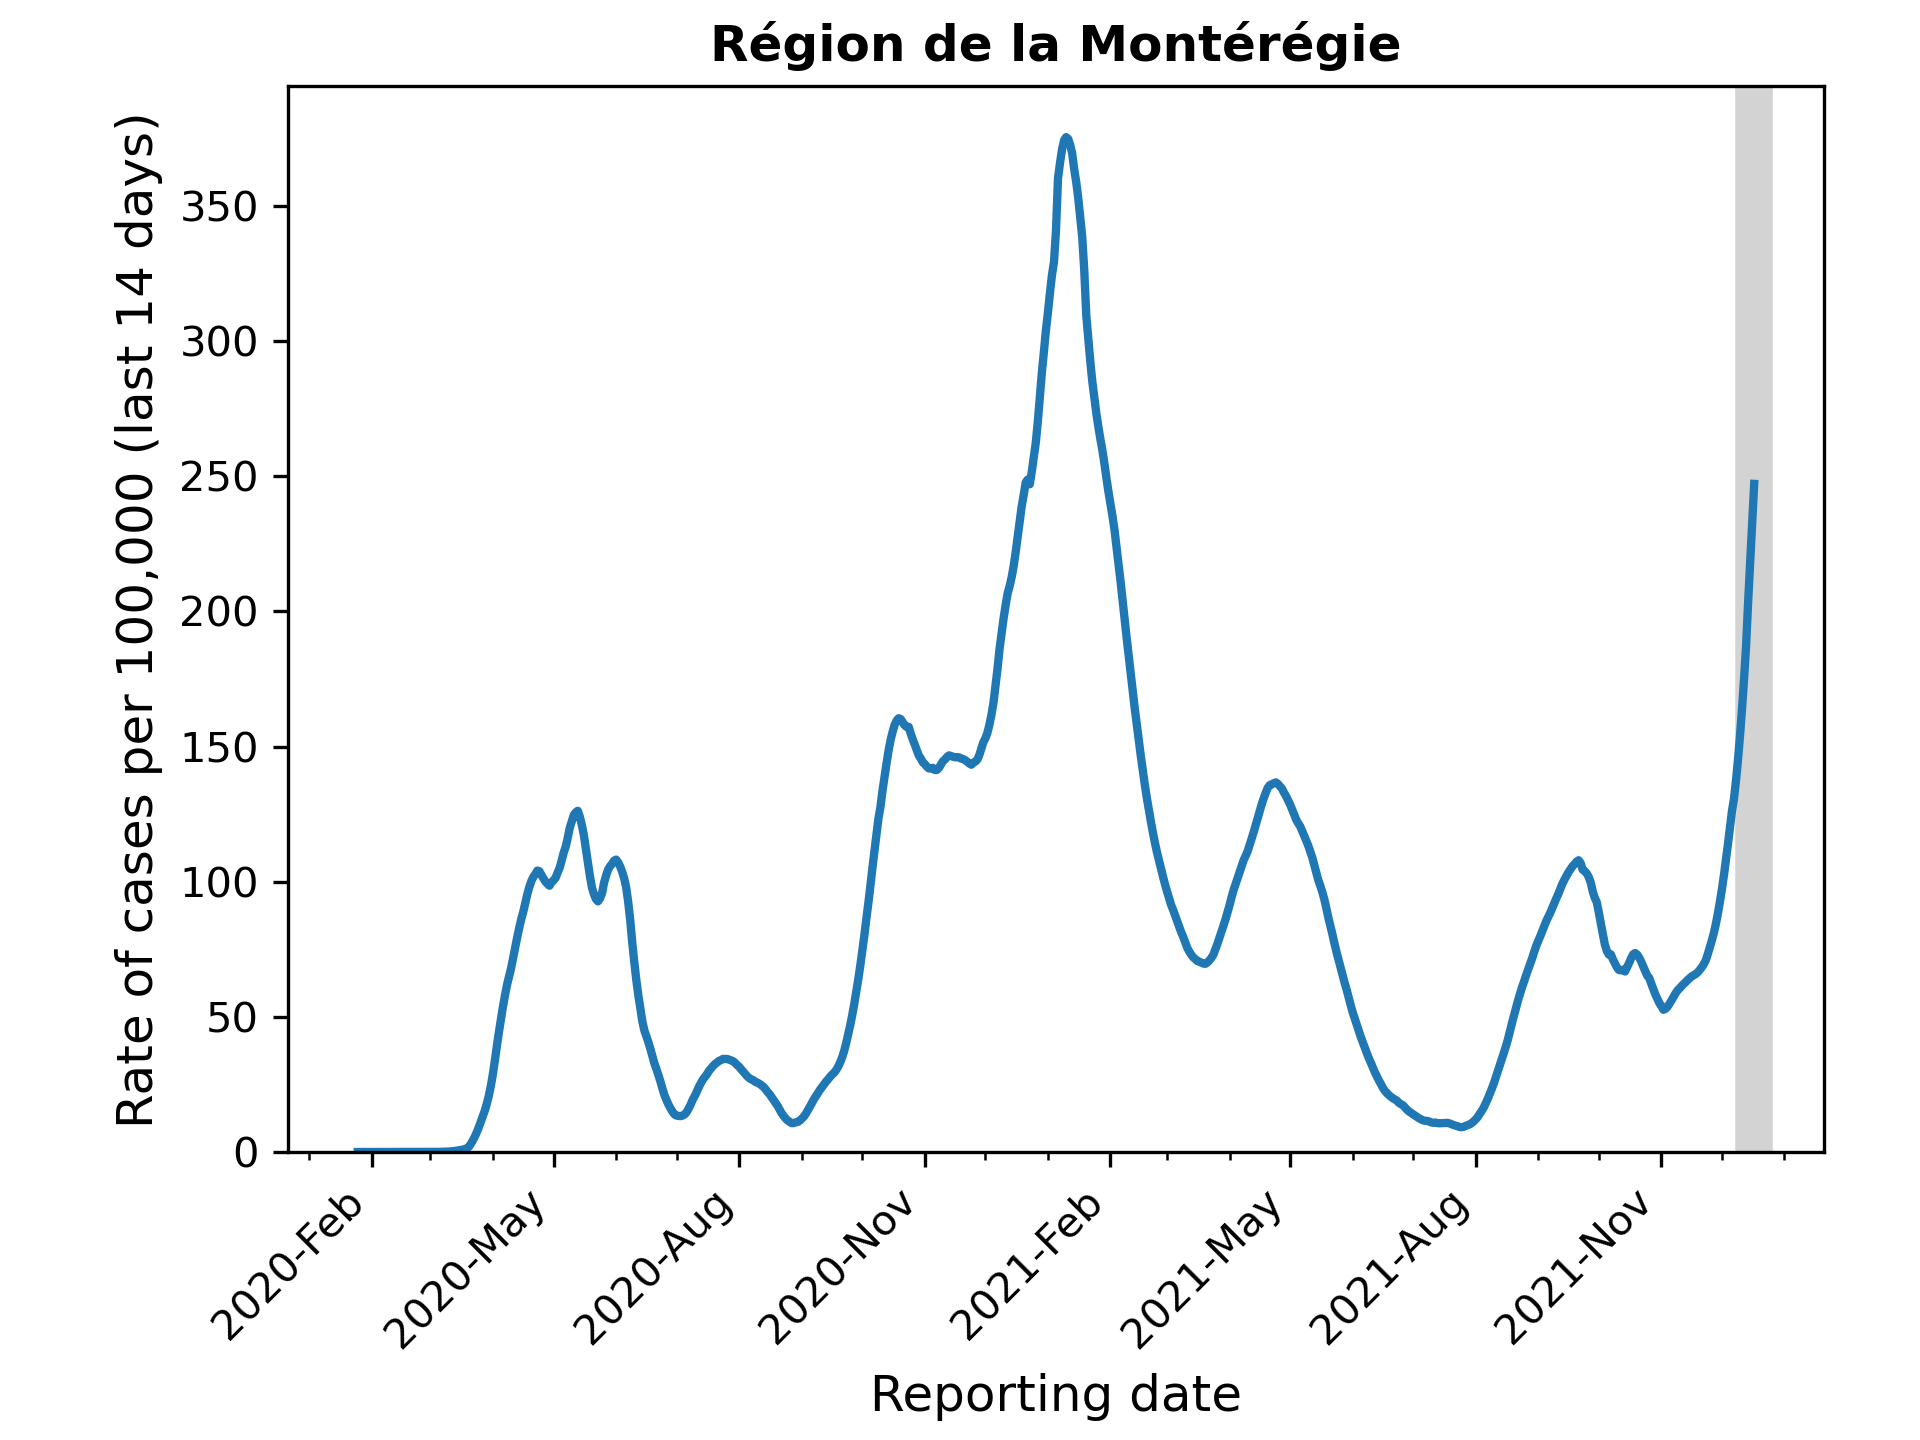 Région de la Montérégie
Rate of cases per 100,000 (last 14 days)
350
300
250
200
150
100
50
0
2020-Feb
2020-May
2020-Aug
2020-Nov
2021-Feb
2021-May
2021-Aug
2021-Nov
Reporting date